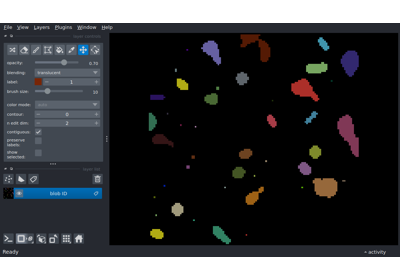 File View Layers Plugins Window Help
opacity: 0.70
blending: translucent
label: 1
brush size: 10
color mode: auto
contour: 0
n edit dim: 2
contiguous:
preserve
labels:
show
selected:
blob ID
Ready
activity